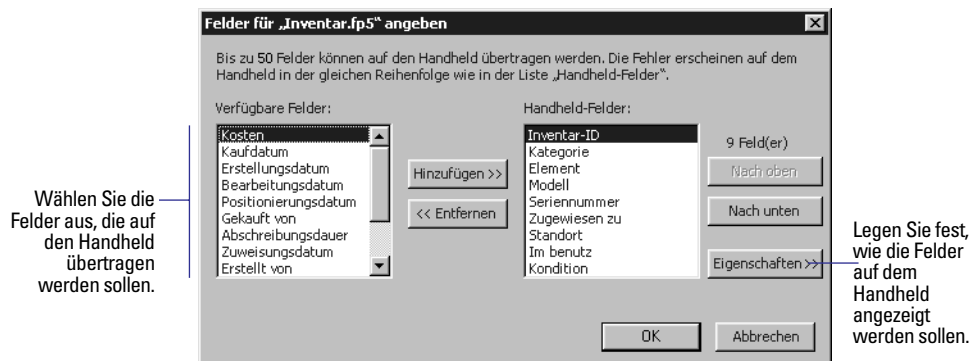 Felder für „Inventar.fp5“ angeben
Bis zu 50 Felder können auf den Handheld übertragen werden. Die Fehler erscheinen auf dem
Handheld in der gleichen Reihenfolge wie in der Liste „Handheld-Felder“.
Verfügbare Felder:
Kosten
Kaufdatum
Erstellungsdatum
Bearbeitungsdatum
Positionierungsdatum
Gekauft von
Abschreibungsdauer
Zuweisungsdatum
Erstellt von
Hinzufügen >>
<< Entfernen
Handheld-Felder:
Inventar-ID
Kategorie
Element
Modell
Seriennummer
Zugewiesen zu
Standort
Im benutz
Kondition
9 Feld(er)
Nach oben
Nach unten
Eigenschaften >>
OK
Abbrechen
Wählen Sie die
Felder aus, die auf
den Handheld
übertragen
werden sollen.
Legen Sie fest,
wie die Felder
auf dem
Handheld
angezeigt
werden sollen.